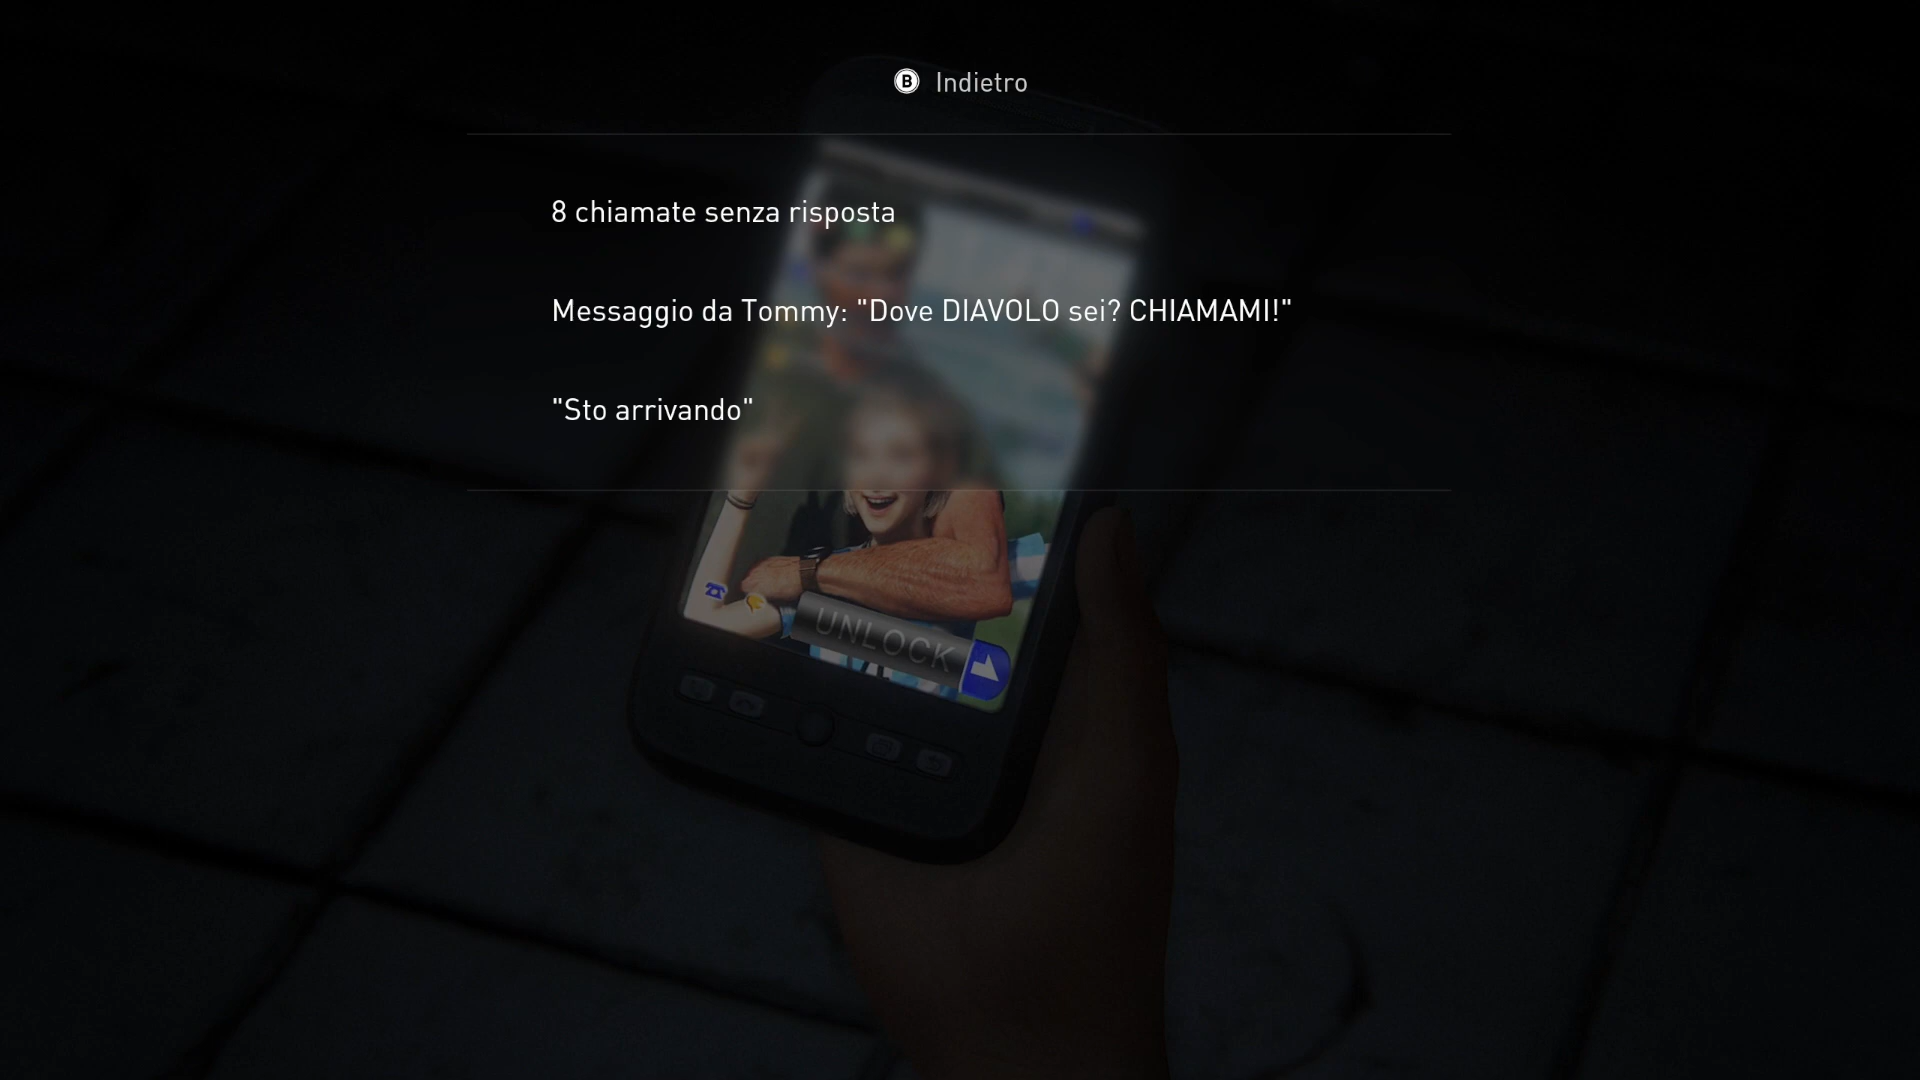 B Indietro
8 chiamate senza risposta
Messaggio da Tommy: "Dove DIAVOLO sei? CHIAMAMI!"
"Sto arrivando"
UNLOCK